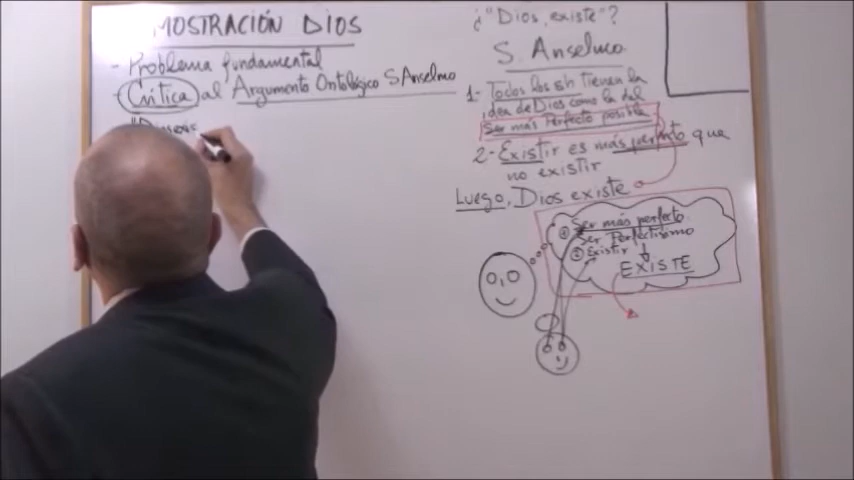 MOSTRACIÓN DIOS
- Problema fundamental
- Crítica al Argumento Ontológico S Anselmo
¿"Dios, existe"?
S. Anselmo
1- Todos los sh tienen la
idea de Dios como la del
Ser más Perfecto posible
2- Existir es más perfecto que
no existir
Luego, Dios existe
Ser más perfecto
Ser Perfectísimo
Existir
EXISTE